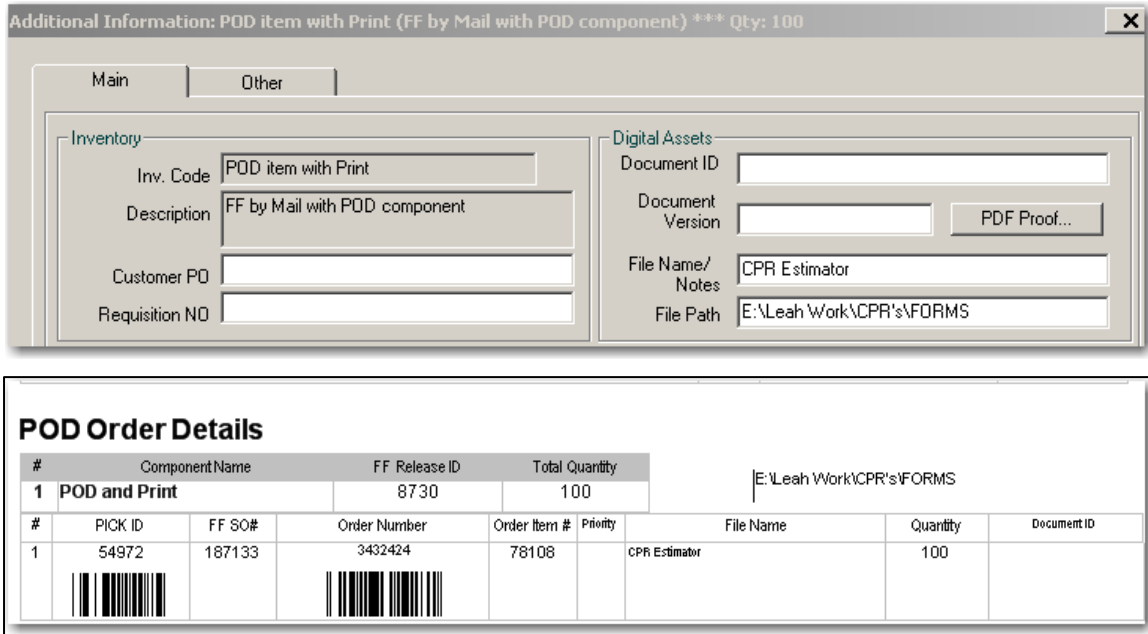 Additional Information: POD item with Print (FF by Mail with POD component) *** Qty: 100
Main Other
Inventory
Inv. Code POD item with Print
Description FF by Mail with POD component
Customer PO
Requisition NO
Digital Assets
Document ID
Document
Version
PDF Proof...
File Name/
Notes
CPR Estimator
File Path E:\Leah Work\CPR's\FORMS
POD Order Details
# Component Name FF Release ID Total Quantity
1 POD and Print 8730 100
E:\Leah Work\CPR's\FORMS
# PICK ID FF SO# Order Number Order Item # Priority File Name Quantity Document ID
1 54972 187133 3432424 78108 CPR Estimator 100